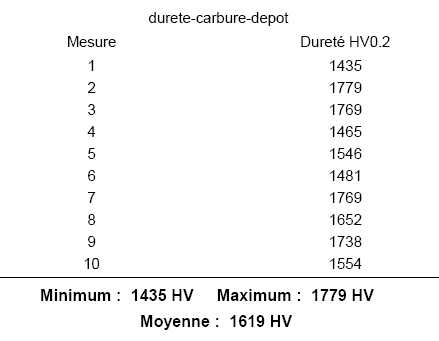 durete-carbure-depot
Mesure Dureté HV0.2
1 1435
2 1779
3 1769
4 1465
5 1546
6 1481
7 1769
8 1652
9 1738
10 1554
Minimum : 1435 HV Maximum : 1779 HV
Moyenne : 1619 HV